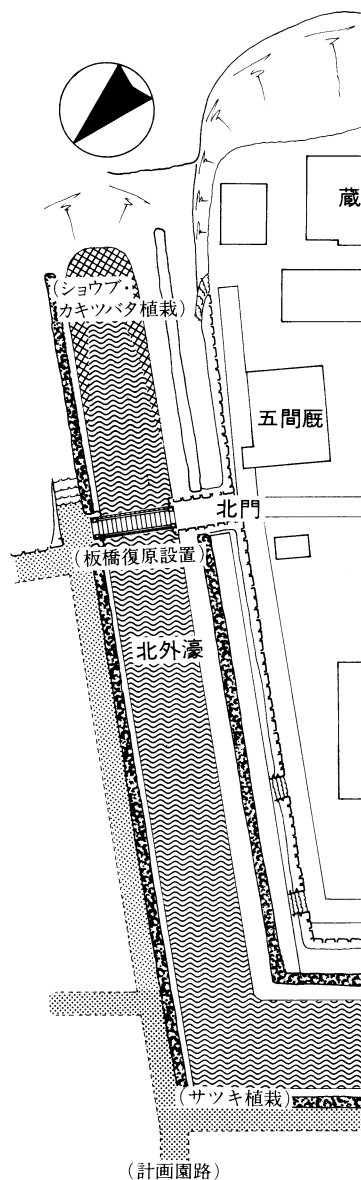 蔵
(ショウブ・
カキツバタ植栽)
五間厩
北門
(板橋復原設置)
北外濠
(サツキ植栽)
(計画園路)